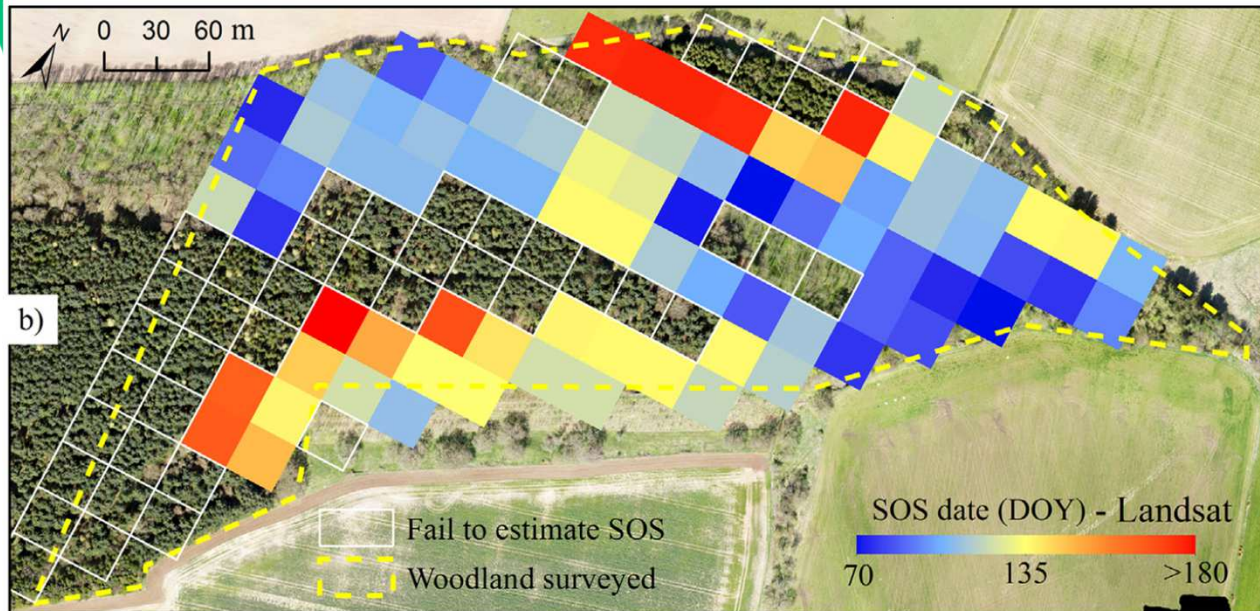 N
0 30 60 m
b)
Fail to estimate SOS
Woodland surveyed
SOS date (DOY) - Landsat
70 135 >180